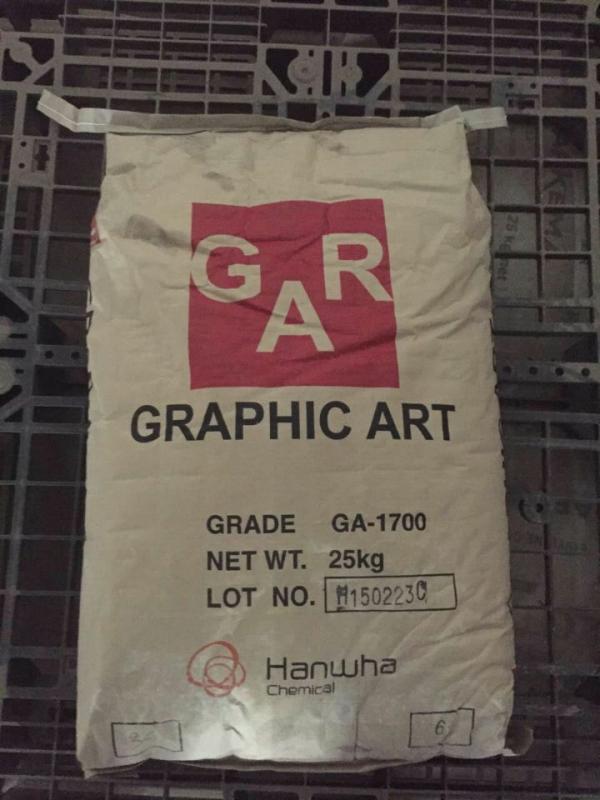 GAR
GRAPHIC ART
GRADE GA-1700
NET WT. 25kg
LOT NO.
Hanwha
Chemical
6